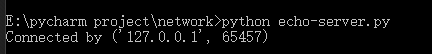 E:\pycharm project\network>python echo-server.py
Connected by ('127.0.0.1', 65457)